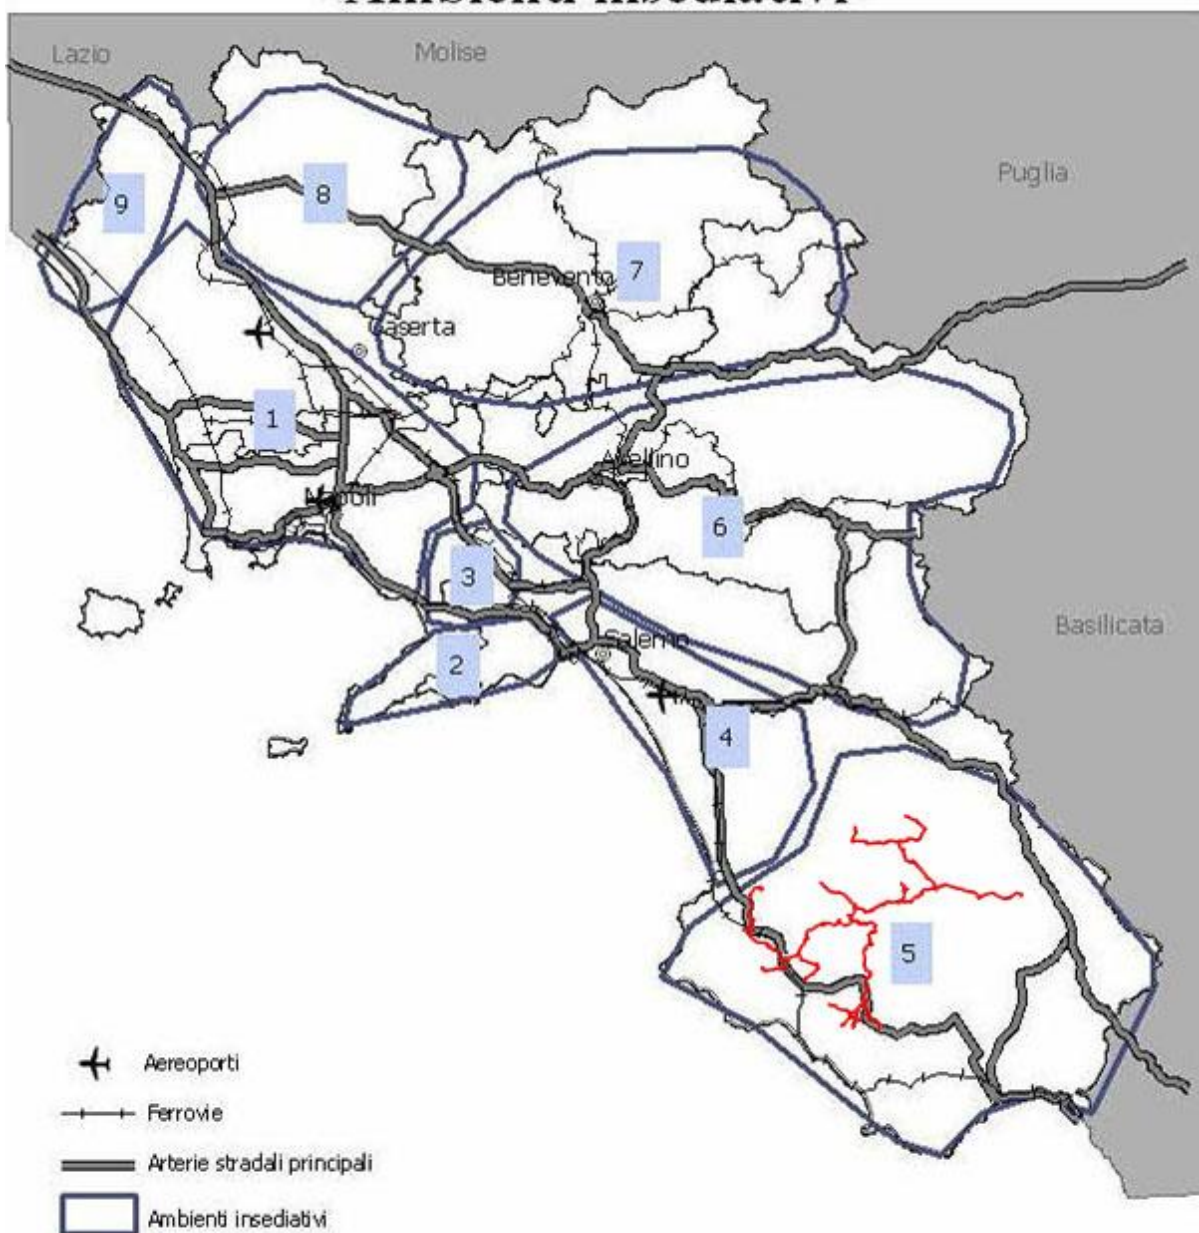 Ambienti insediativi
Lazio
Molise
Puglia
9
8
7
Benevento
Caserta
1
Avellino
Napoli
6
3
Salerno
Basilicata
2
4
5
Aereoporti
Ferrovie
Arterie stradali principali
Ambienti insediativi